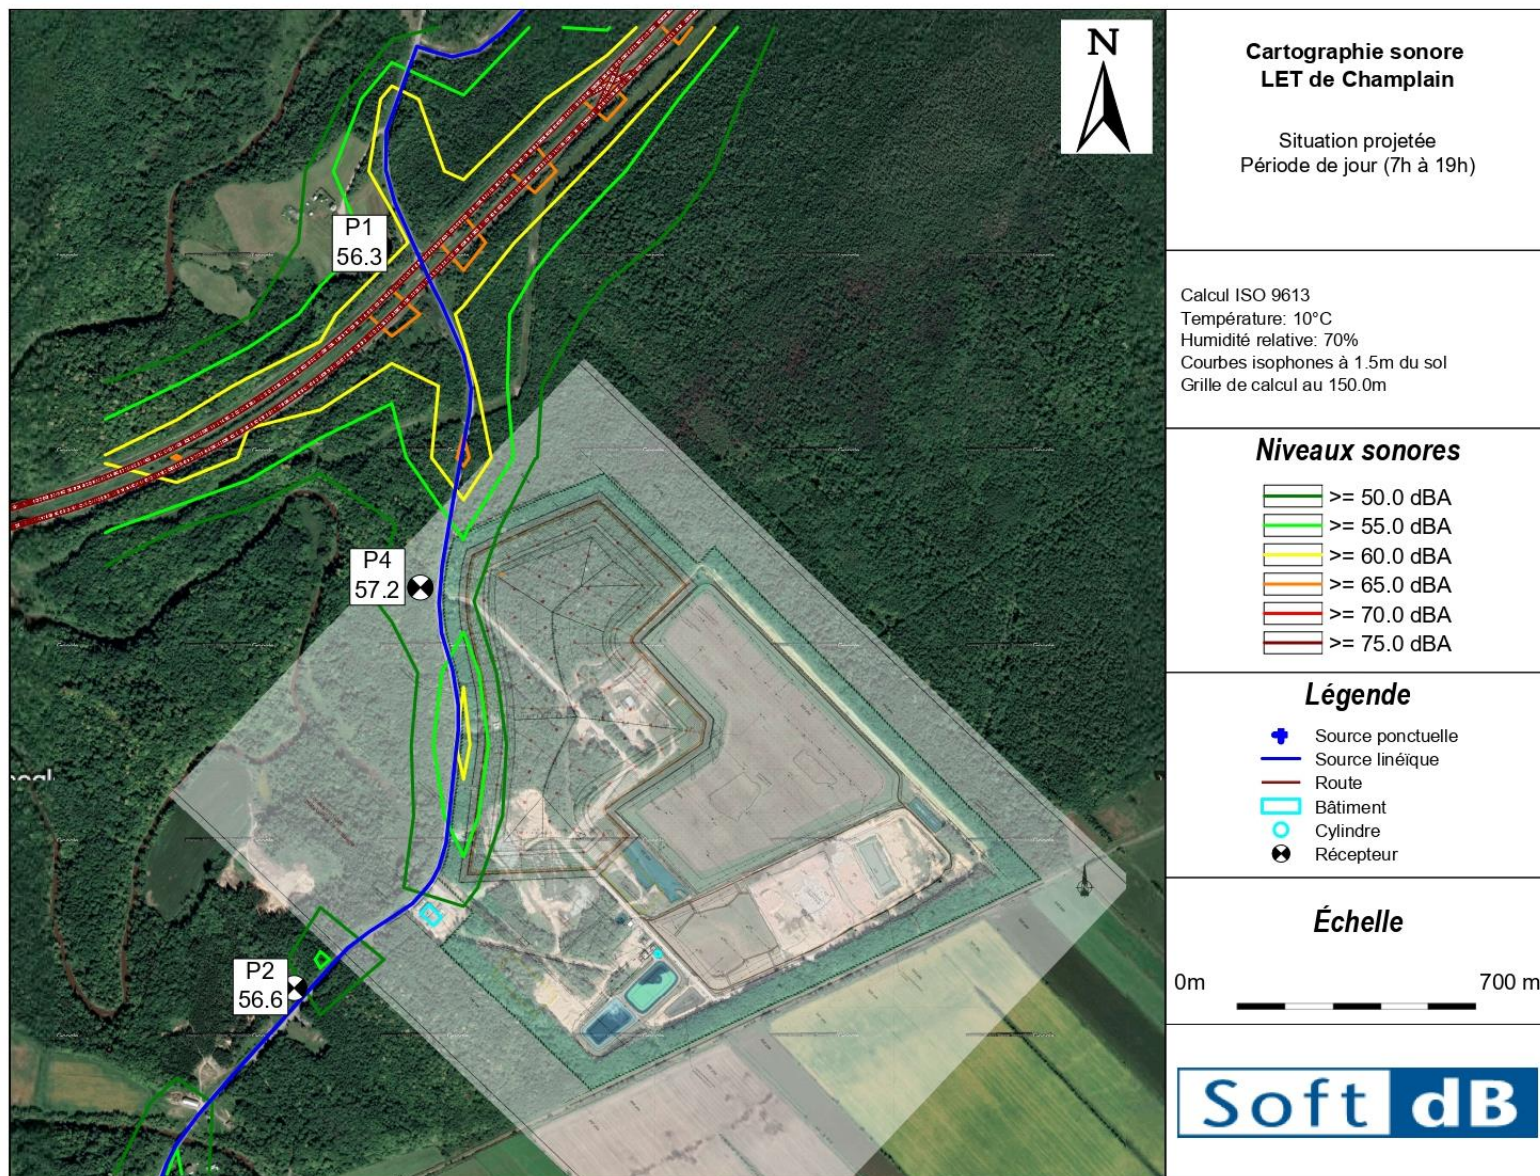 N
P1
56.3
P4
57.2
P2
56.6
Cartographie sonore
LET de Champlain
Situation projetée
Période de jour (7h à 19h)
Calcul ISO 9613
Température: 10°C
Humidité relative: 70%
Courbes isophones à 1.5m du sol
Grille de calcul au 150.0m
Niveaux sonores
>= 50.0 dBA
>= 55.0 dBA
>= 60.0 dBA
>= 65.0 dBA
>= 70.0 dBA
>= 75.0 dBA
Légende
Source ponctuelle
Source linéïque
Route
Bâtiment
Cylindre
Récepteur
Échelle
0m 700 m
Soft dB